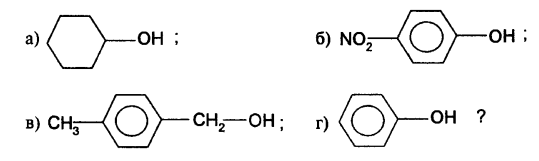 а) OH ; б) NO₂ OH ;
в) CH₃ CH₂—OH ; г) OH ?